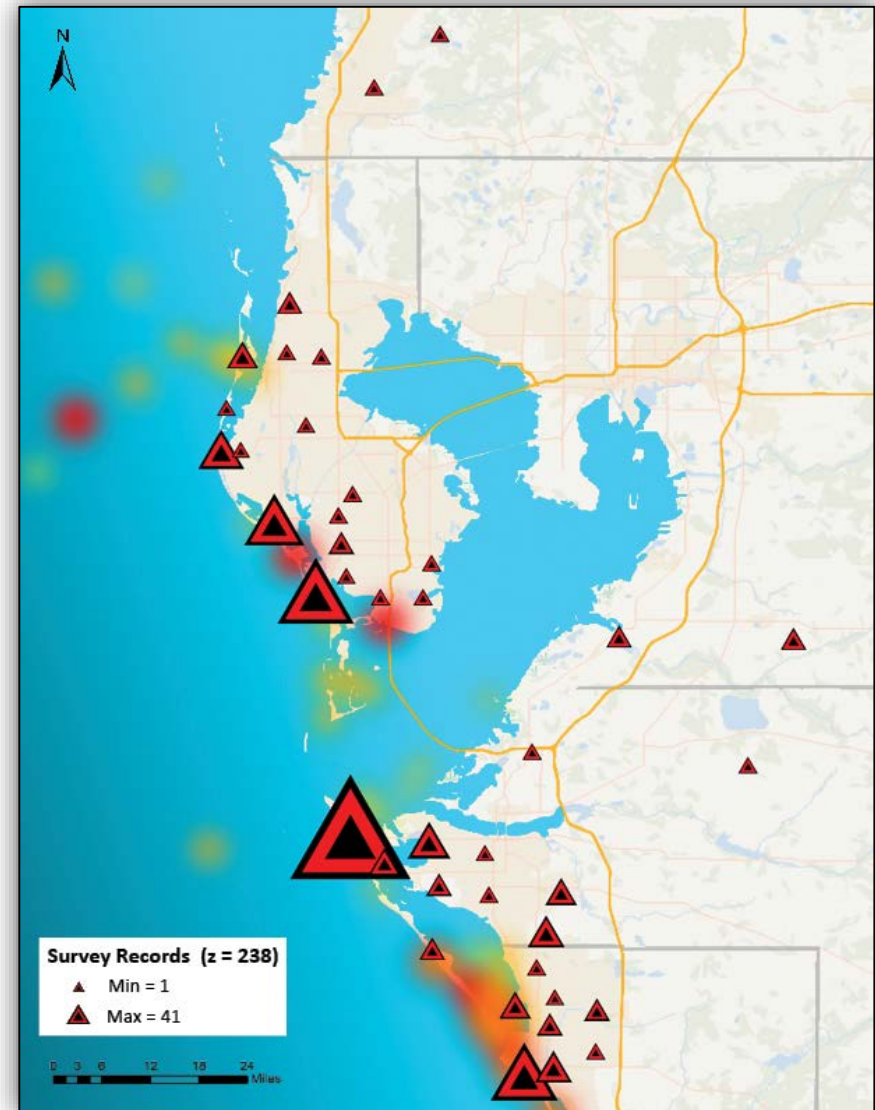 N
Survey Records (z = 238)
Min = 1
Max = 41
0 3 6 12 18 24
Miles